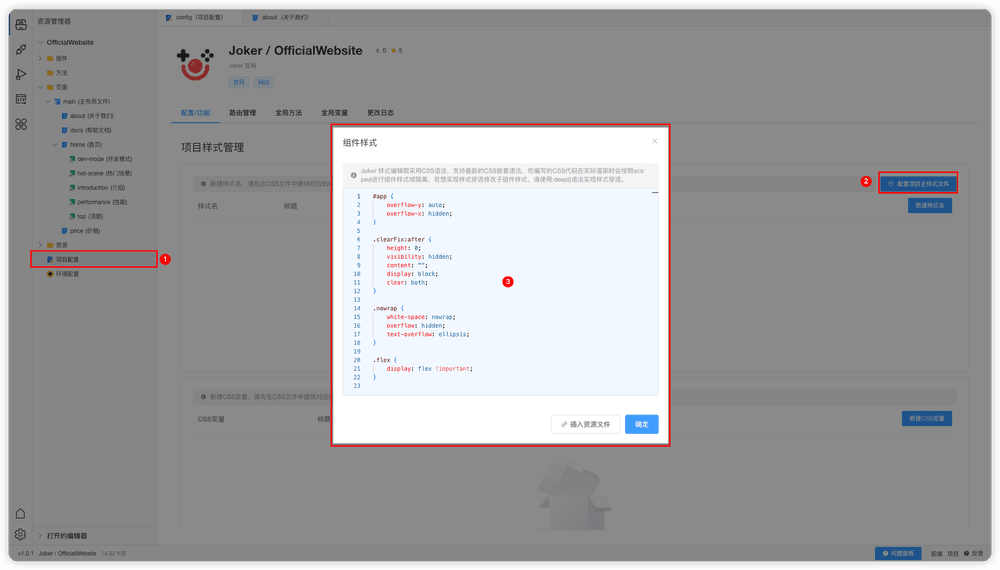 资源管理器
config (项目配置)
about (关于我们)
OfficialWebsite
组件
方法
页面
main (主布局文件)
about (关于我们)
docs (帮助文档)
home (首页)
dev-mode (开发模式)
hot-scene (热门场景)
introduction (介绍)
performance (性能)
top (顶部)
price (价格)
资源
项目配置
1
环境配置
Joker / OfficialWebsite
0
5
Joker 官网
官网
网站
配置/功能
路由管理
全局方法
全局变量
更改日志
项目样式管理
新建样式名，请先在CSS文件中提供对应的
2
配置项目主样式文件
样式名
标题
新建样式名
组件样式
Joker 样式编辑取采用CSS语法，支持最新的CSS嵌套语法，你编写的CSS代码在实际渲染时会按照sco
ped进行组件样式域隔离，若想实现样式穿透修改子组件样式，请使用:deep()语法实现样式穿透。
1 #app {
2 overflow-y: auto;
3 overflow-x: hidden;
4 }
5
6 .clearFix:after {
7 height: 0;
8 visibility: hidden;
9 content: "";
10 display: block;
11 clear: both;
12 }
13
14 .nowrap {
15 white-space: nowrap;
16 overflow: hidden;
17 text-overflow: ellipsis;
18 }
19
20 .flex {
21 display: flex !important;
22 }
23
3
插入资源文件
确定
新建CSS变量，请先在CSS文件中提供对应
CSS变量
标题
新建CSS变量
打开的编辑器
v1.0.1
Joker / OfficialWebsite
14.02 KiB
问题面板
前端
项目
反馈